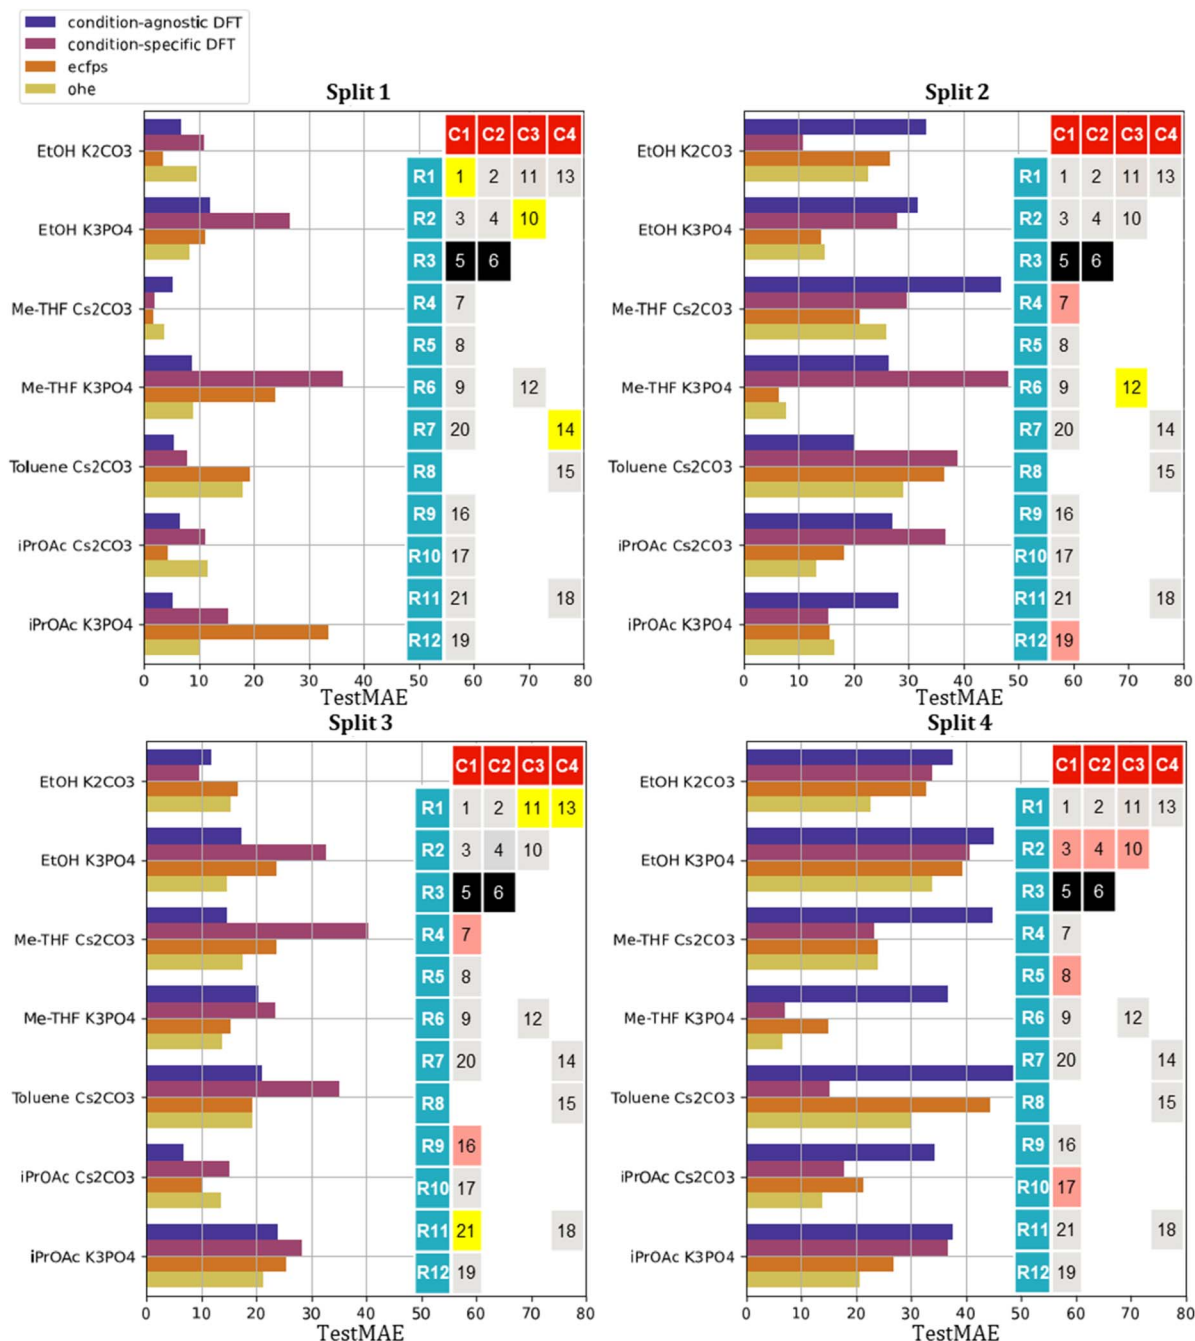 condition-agnostic DFT
condition-specific DFT
ecfps
ohe
Split 1
EtOH K2CO3
EtOH K3PO4
Me-THF Cs2CO3
Me-THF K3PO4
Toluene Cs2CO3
iPrOAc Cs2CO3
iPrOAc K3PO4
C1 C2 C3 C4
R1 1 2 11 13
R2 3 4 10
R3 5 6
R4 7
R5 8
R6 9 12
R7 20 14
R8 15
R9 16
R10 17
R11 21 18
R12 19
0 10 20 30 40 50 60 70 80
TestMAE
Split 2
EtOH K2CO3
EtOH K3PO4
Me-THF Cs2CO3
Me-THF K3PO4
Toluene Cs2CO3
iPrOAc Cs2CO3
iPrOAc K3PO4
C1 C2 C3 C4
R1 1 2 11 13
R2 3 4 10
R3 5 6
R4 7
R5 8
R6 9 12
R7 20 14
R8 15
R9 16
R10 17
R11 21 18
R12 19
0 10 20 30 40 50 60 70 80
TestMAE
Split 3
EtOH K2CO3
EtOH K3PO4
Me-THF Cs2CO3
Me-THF K3PO4
Toluene Cs2CO3
iPrOAc Cs2CO3
iPrOAc K3PO4
C1 C2 C3 C4
R1 1 2 11 13
R2 3 4 10
R3 5 6
R4 7
R5 8
R6 9 12
R7 20 14
R8 15
R9 16
R10 17
R11 21 18
R12 19
0 10 20 30 40 50 60 70 80
TestMAE
Split 4
EtOH K2CO3
EtOH K3PO4
Me-THF Cs2CO3
Me-THF K3PO4
Toluene Cs2CO3
iPrOAc Cs2CO3
iPrOAc K3PO4
C1 C2 C3 C4
R1 1 2 11 13
R2 3 4 10
R3 5 6
R4 7
R5 8
R6 9 12
R7 20 14
R8 15
R9 16
R10 17
R11 21 18
R12 19
0 10 20 30 40 50 60 70 80
TestMAE